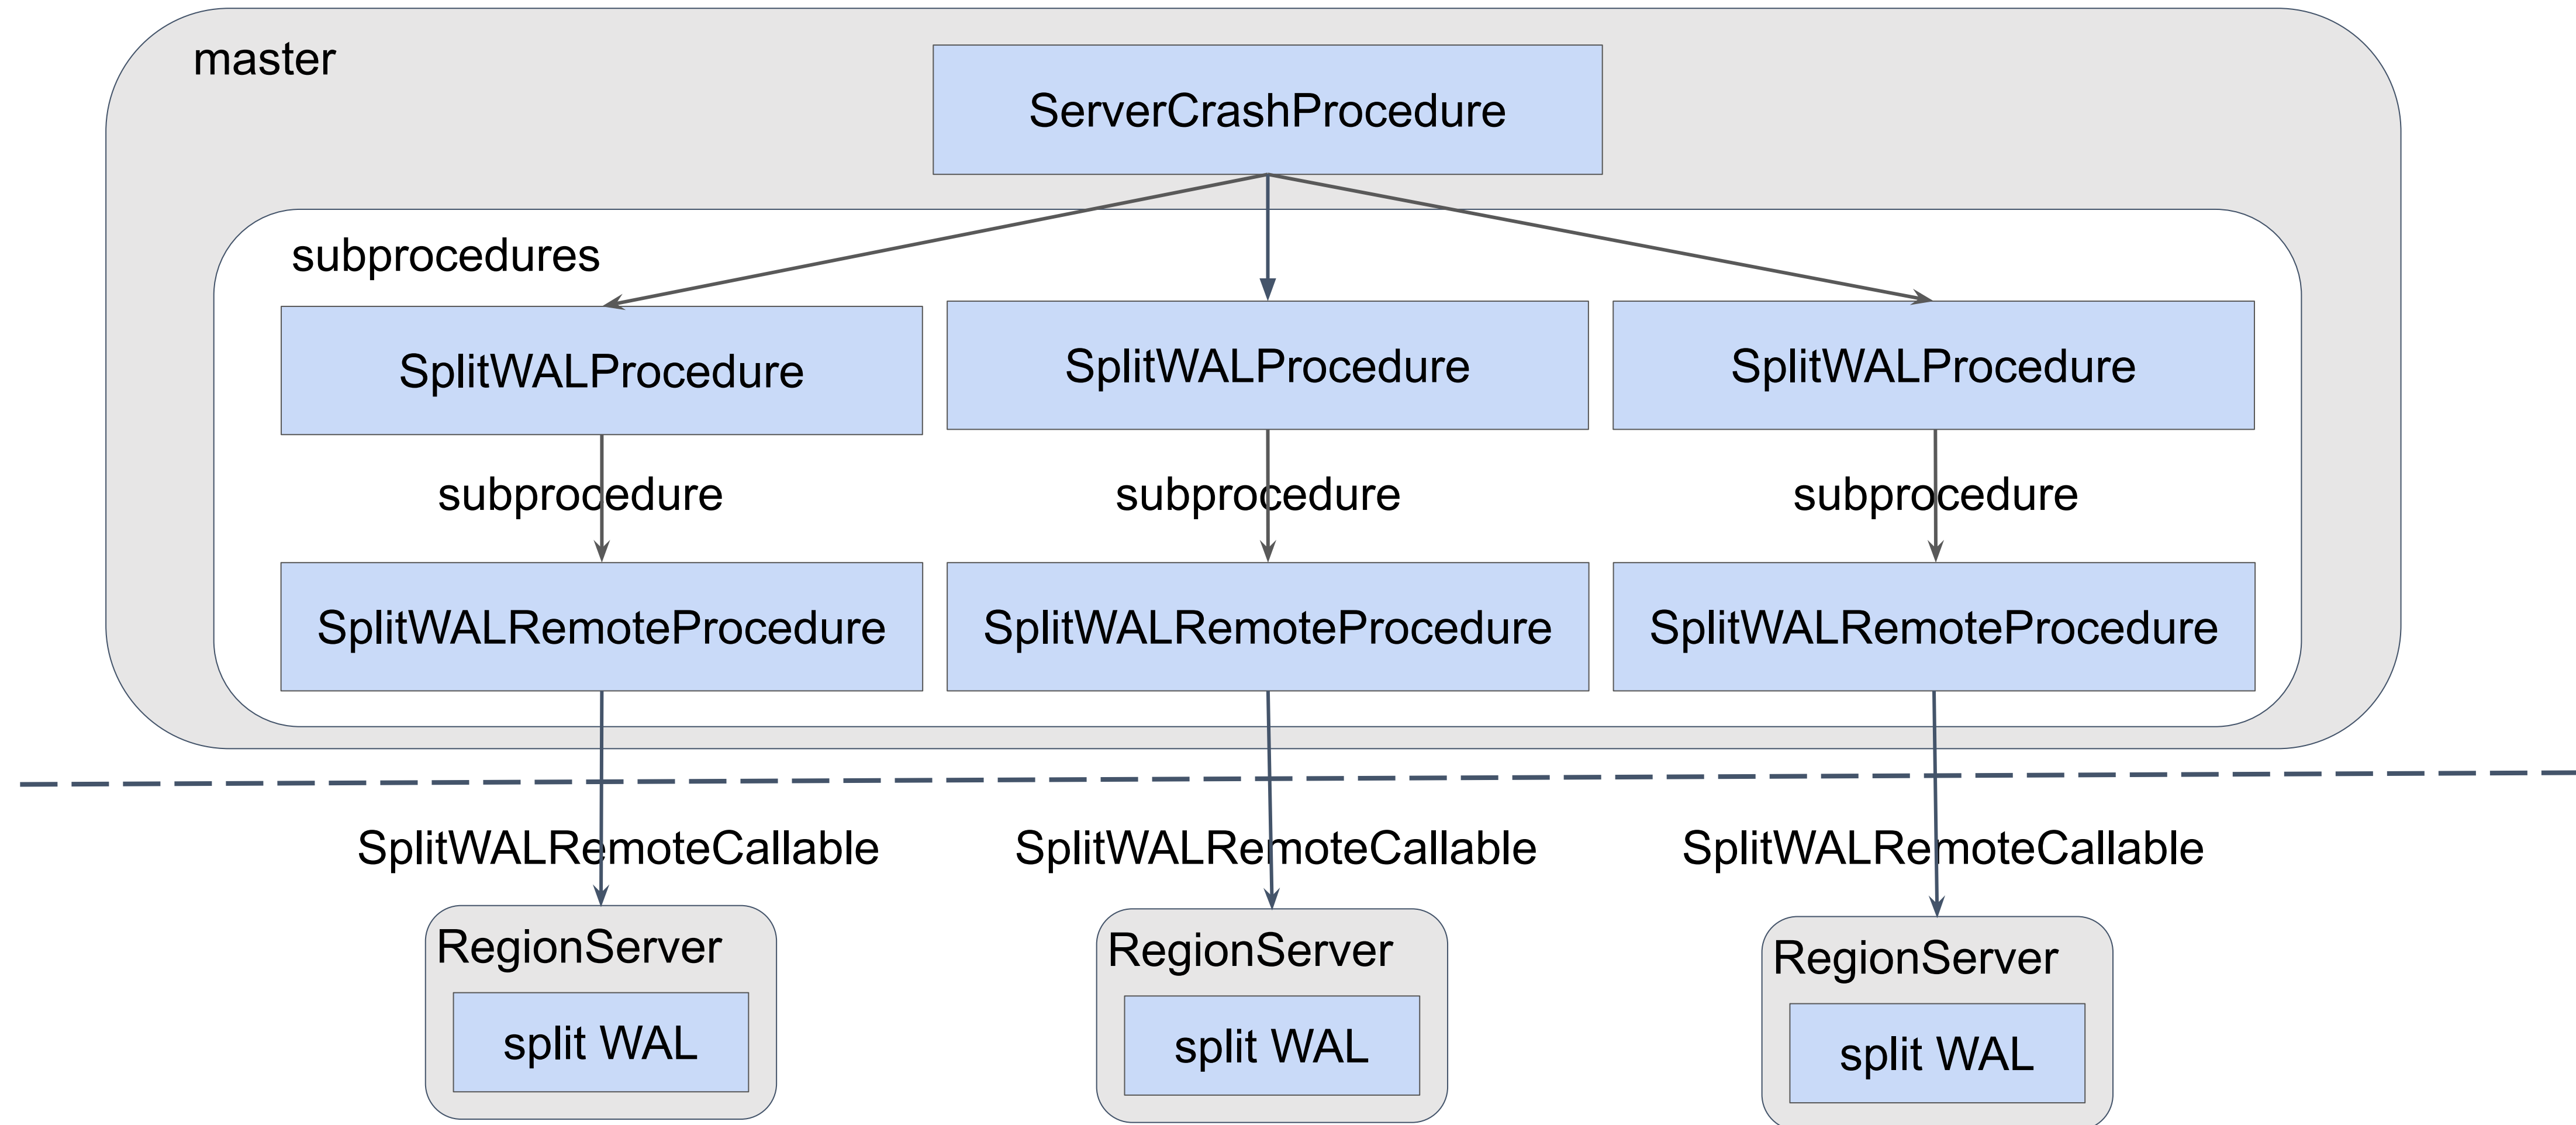 master
ServerCrashProcedure
subprocedures
SplitWALProcedure
SplitWALProcedure
SplitWALProcedure
subprocedure
subprocedure
subprocedure
SplitWALRemoteProcedure
SplitWALRemoteProcedure
SplitWALRemoteProcedure
SplitWALRemoteCallable
SplitWALRemoteCallable
SplitWALRemoteCallable
RegionServer
RegionServer
RegionServer
split WAL
split WAL
split WAL